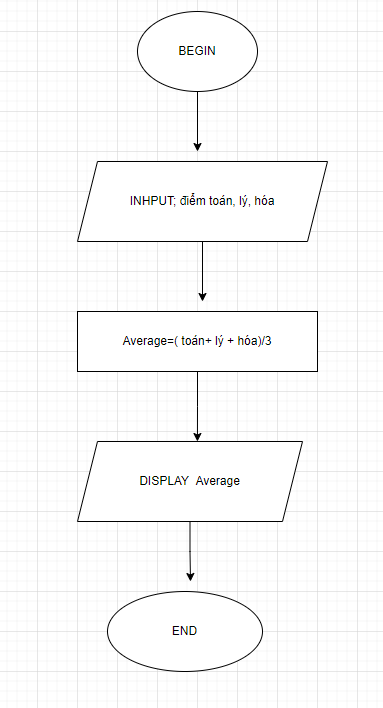 BEGIN
INHPUT; điểm toán, lý, hóa
Average=( toán+ lý + hóa)/3
DISPLAY Average
END